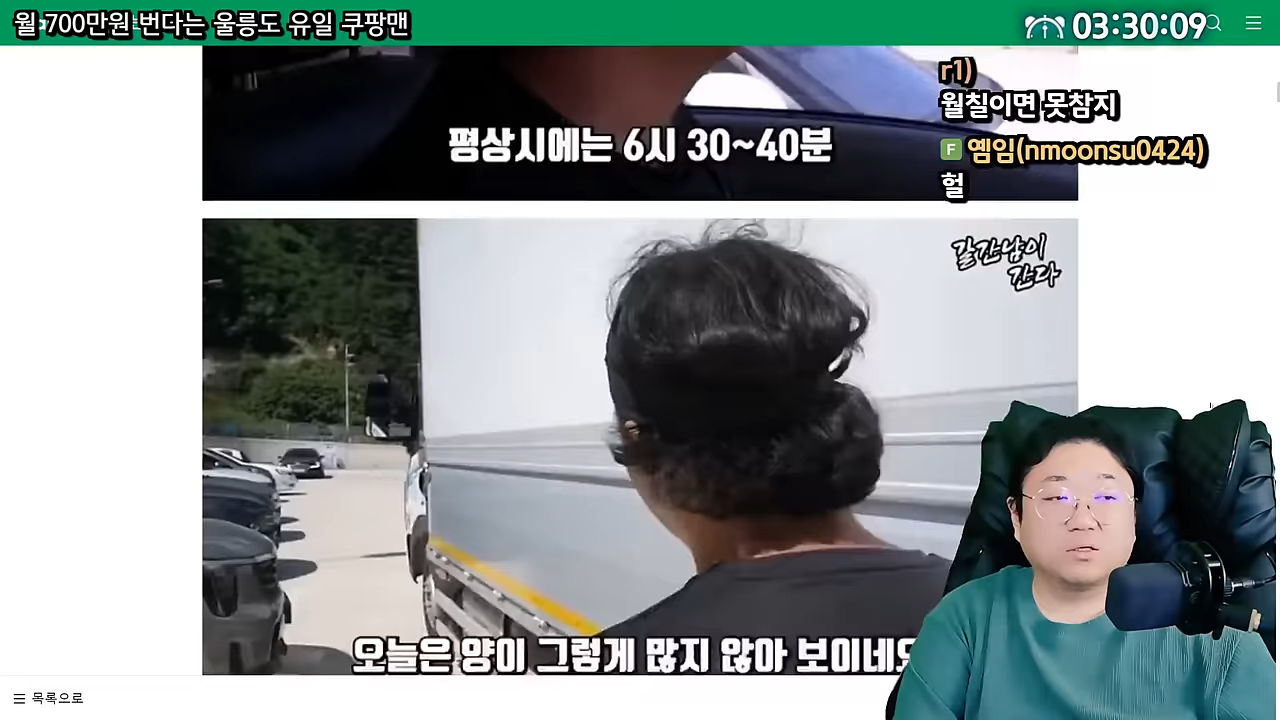 월 700만원 번다는 울릉도 유일 쿠팡맨
03:30:09
r1)
월칠이면 못참지
F 옘임(nmoonsu0424)
헐
평상시에는 6시 30~40분
갈간남이
간다
오늘은 양이 그렇게 많지 않아 보이네요
목록으로